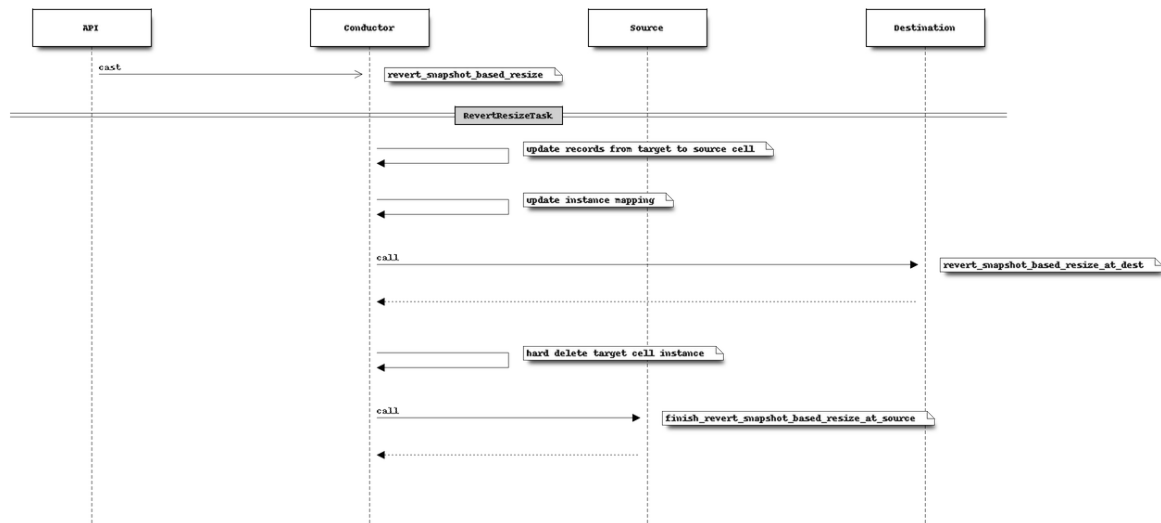 API
Conductor
Source
Destination
cast
revert_snapshot_based_resize
RevertResizeTask
update records from target to source cell
update instance mapping
call
revert_snapshot_based_resize_at_dest
hard delete target cell instance
call
finish_revert_snapshot_based_resize_at_source